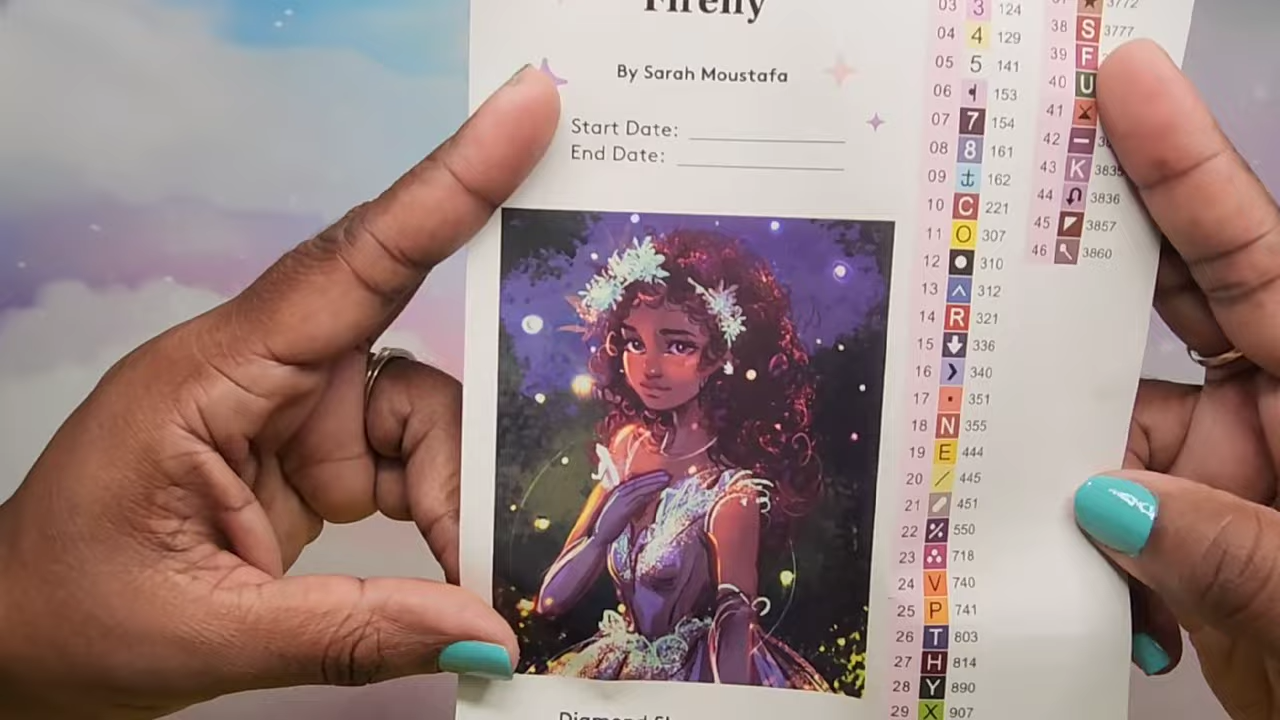 Firefly
By Sarah Moustafa
Start Date:
End Date:
03 3 124
04 4 129
05 5 141
06 153
07 7 154
08 8 161
09 162
10 C 221
11 O 307
12 310
13 ^ 312
14 R 321
15 336
16 340
17 351
18 N 355
19 E 444
20 / 445
21 451
22 % 550
23 718
24 V 740
25 P 741
26 T 803
27 H 814
28 Y 890
29 X 907
3772
38 S 3777
39 F
40 U
41
42 –
43 K 3835
44 3836
45 3857
46 3860
Diamond